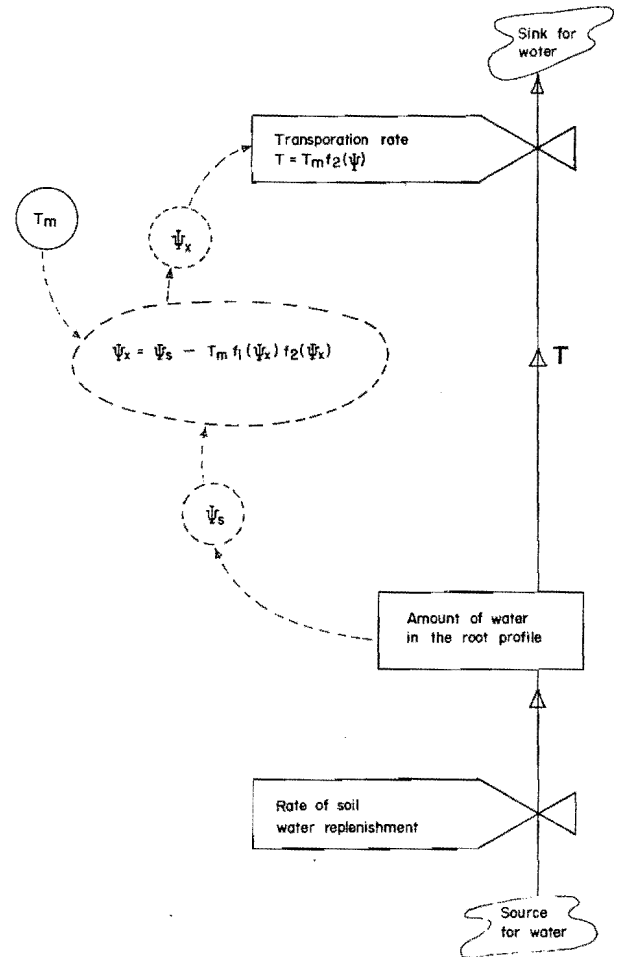 Sink for
water
Transporation rate
T = Tm f2(Ψ)
Tm
Ψx
Ψx = Ψs - Tm f1(Ψx) f2(Ψx)
T
Ψs
Amount of water
in the root profile
Rate of soil
water replenishment
Source
for water